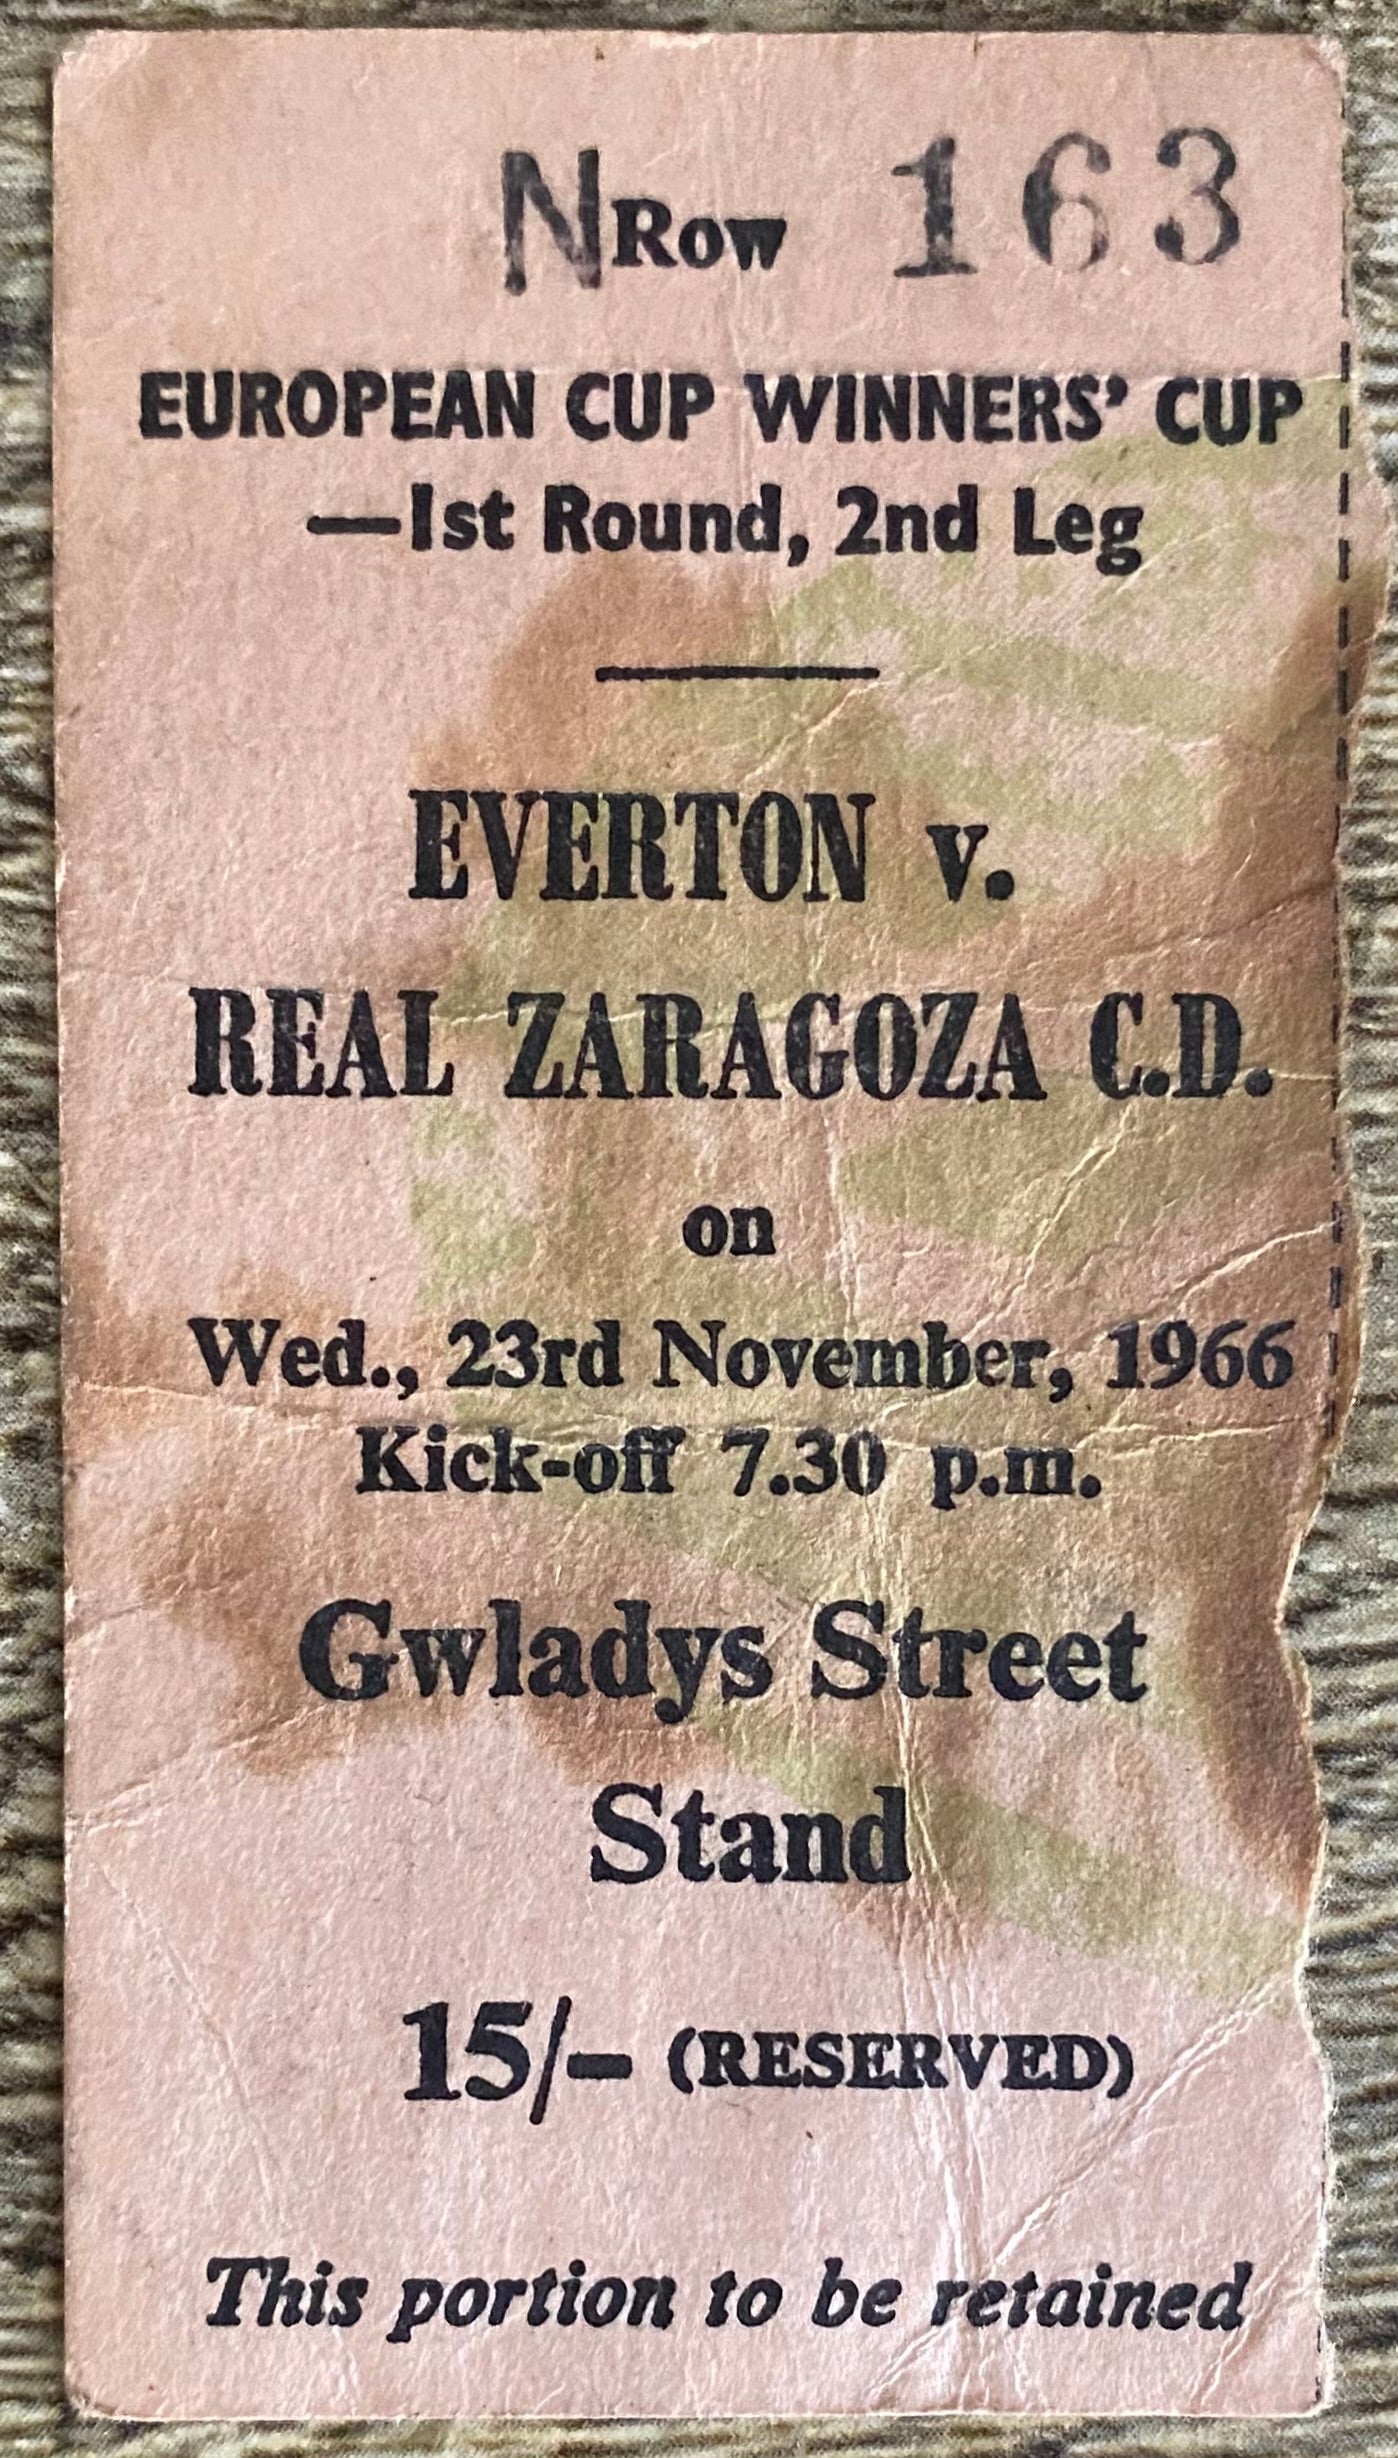 N Row 163
EUROPEAN CUP WINNERS' CUP
—1st Round, 2nd Leg
EVERTON v.
REAL ZARAGOZA C.D.
on
Wed., 23rd November, 1966
Kick-off 7.30 p.m.
Gwladys Street
Stand
15/- (RESERVED)
This portion to be retained